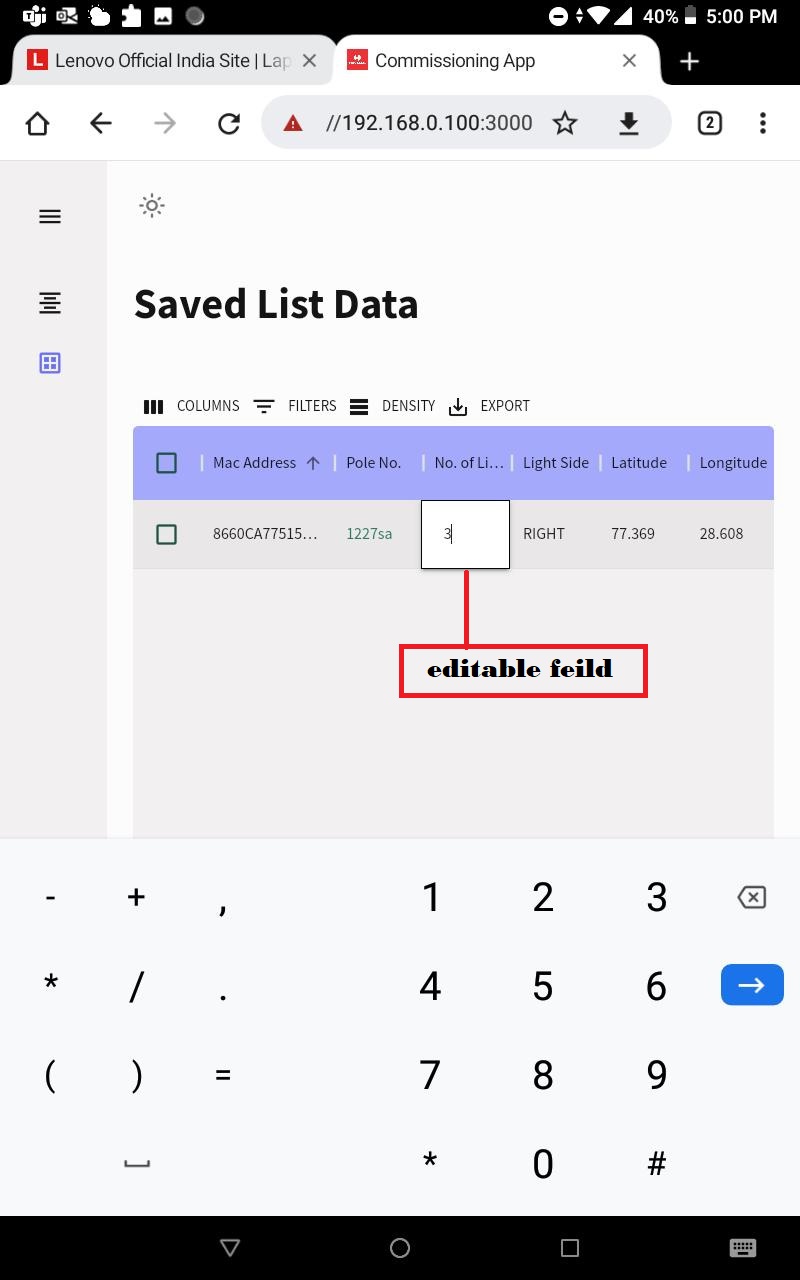 40% 5:00 PM
L Lenovo Official India Site | Lap Commissioning App
//192.168.0.100:3000 2
Saved List Data
COLUMNS FILTERS DENSITY EXPORT
Mac Address Pole No. No. of Li... Light Side Latitude Longitude
8660CA77515... 1227sa 3 RIGHT 77.369 28.608
editable feild
- + , 1 2 3
* / . 4 5 6
( ) = 7 8 9
* 0 #